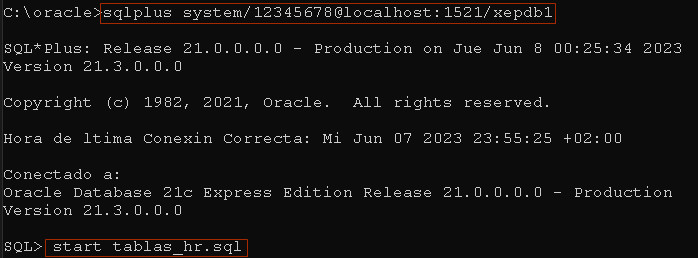 C:\oracle>sqlplus system/12345678@localhost:1521/xepdb1
SQL*Plus: Release 21.0.0.0.0 - Production on Jue Jun 8 00:25:34 2023
Version 21.3.0.0.0
Copyright (c) 1982, 2021, Oracle.  All rights reserved.
Hora de ltima Conexin Correcta: Mi Jun 07 2023 23:55:25 +02:00
Conectado a:
Oracle Database 21c Express Edition Release 21.0.0.0.0 - Production
Version 21.3.0.0.0
SQL> start tablas_hr.sql